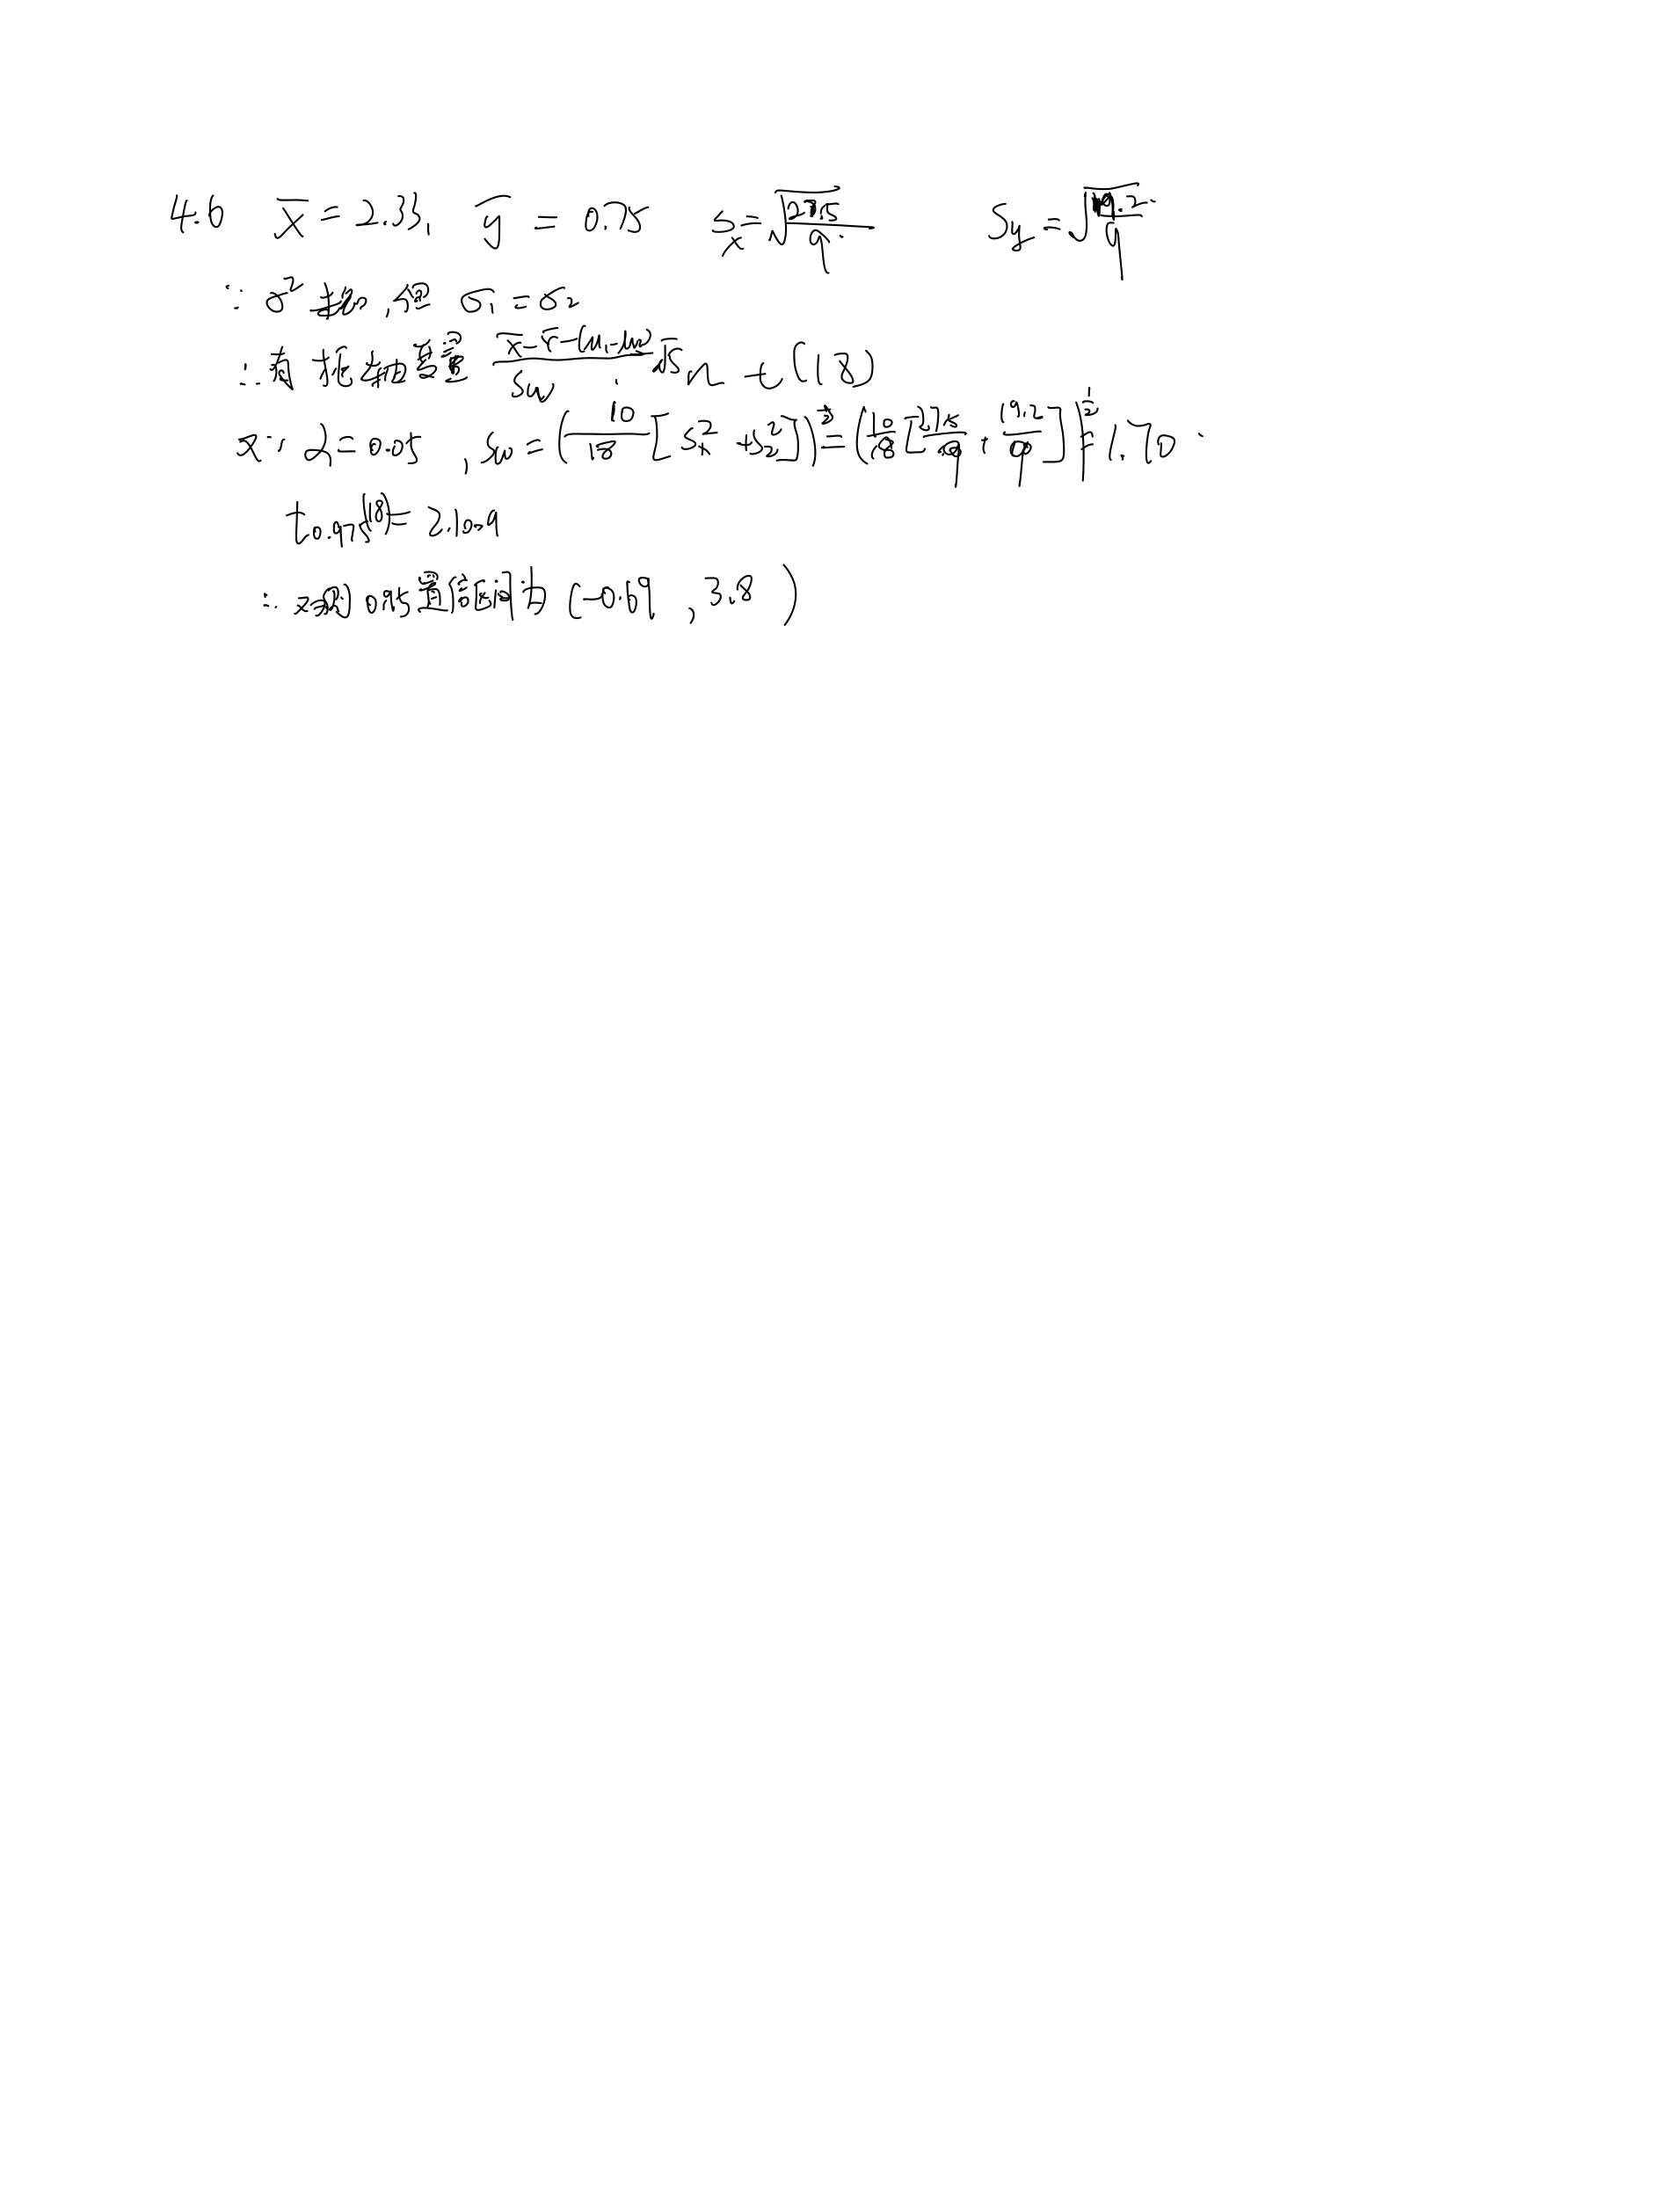 4.6 x̄ = 2.33, ȳ = 0.75 Sx = √(27.5/9) Sy = √(19.2/9)
∵ σ² 未知, 但 σ₁ = σ₂
∴ 有 枢轴变量 (x̄ - Ȳ - (μ₁ - μ₂))/Sw √5 ~ t(18)
又∵ α = 0.05, Sw = (10/18 [Sx² + S₂²])^½ = (10/18 [27.5/9 + 19.2/9])^½ = 1.70
t0.975(18) = 2.1009
∴ 0.95置信区间为 (-0.69, 3.8)